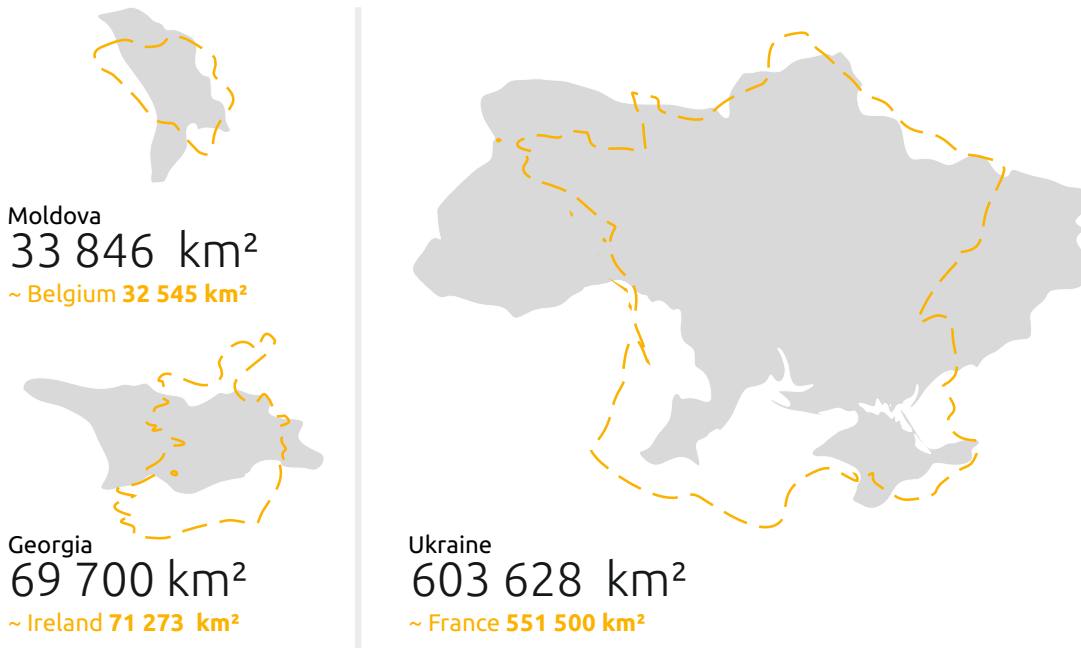 Moldova
33 846 km²
~ Belgium 32 545 km²
Georgia
69 700 km²
~ Ireland 71 273 km²
Ukraine
603 628 km²
~ France 551 500 km²